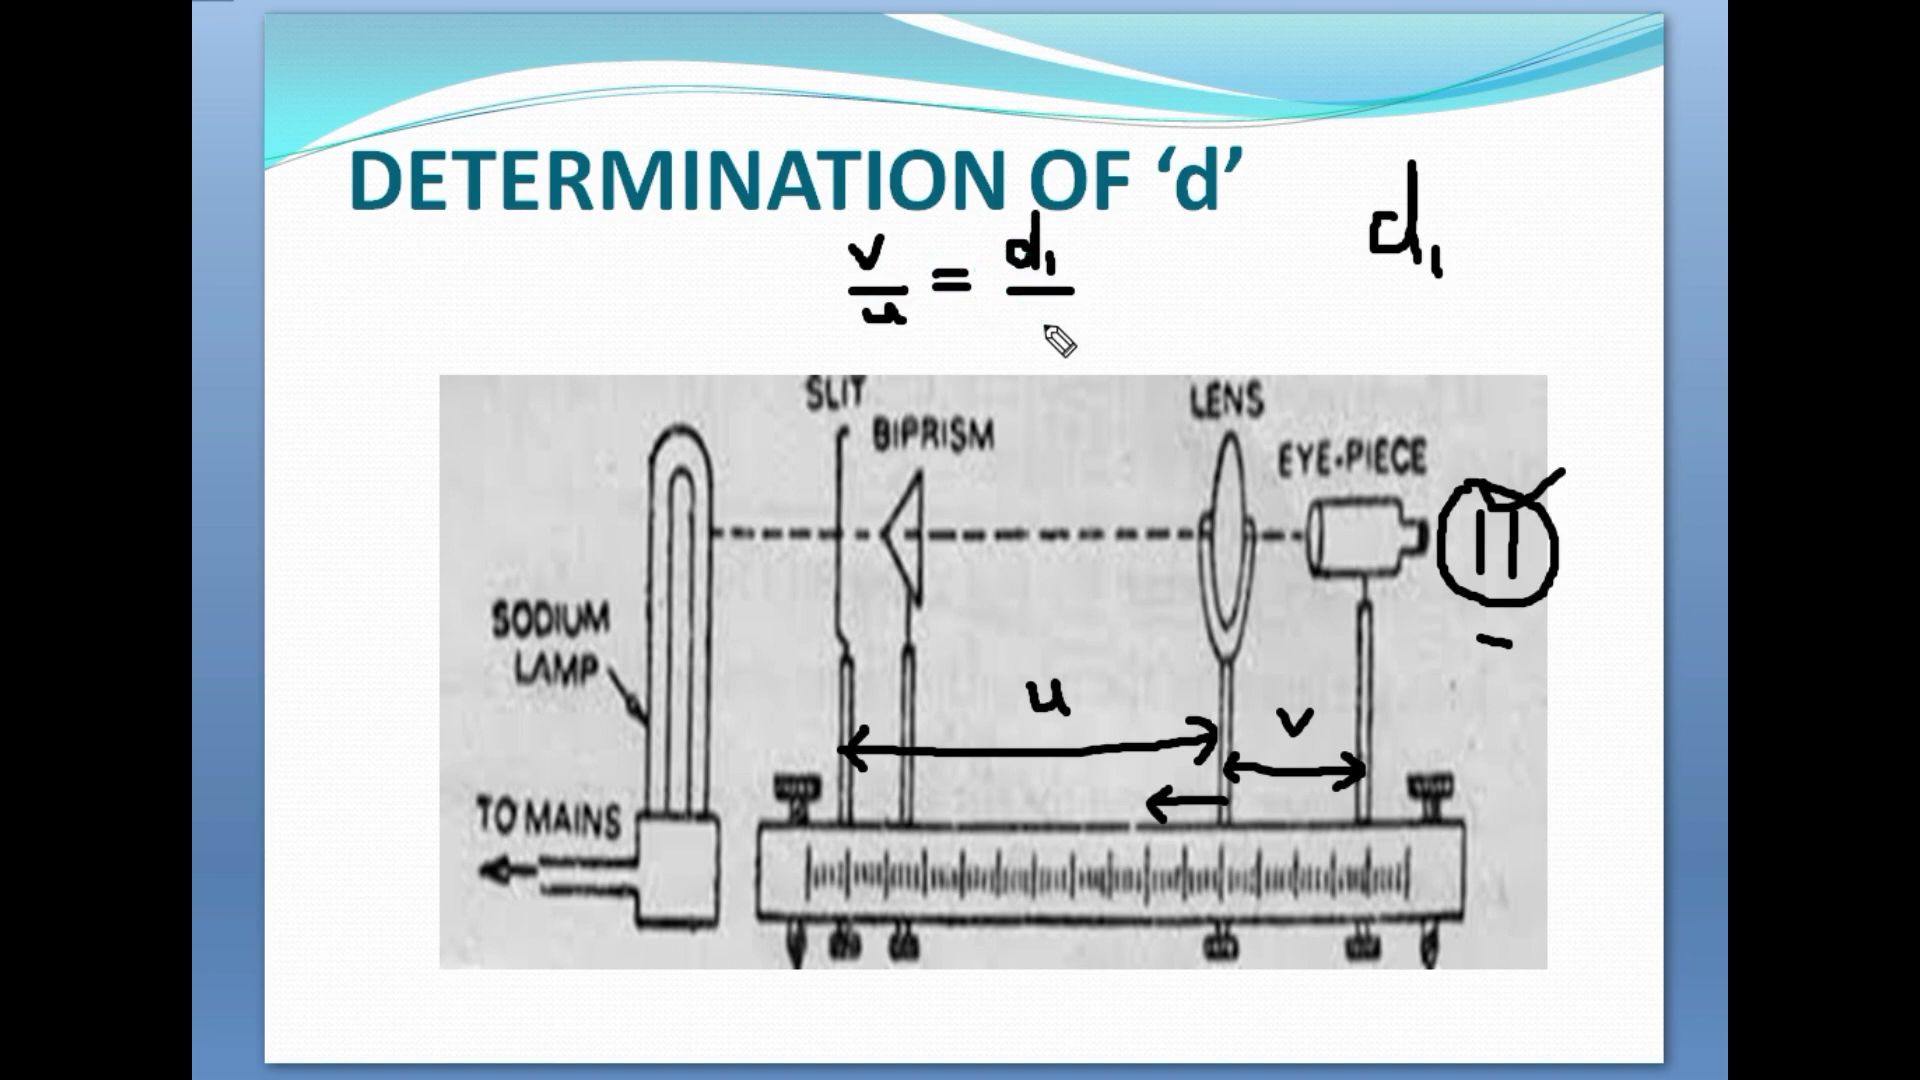 DETERMINATION OF ‘d’
d₁
v/u = d₁/
SLIT
LENS
BIPRISM
EYE-PIECE
SODIUM
LAMP
u
v
TO MAINS